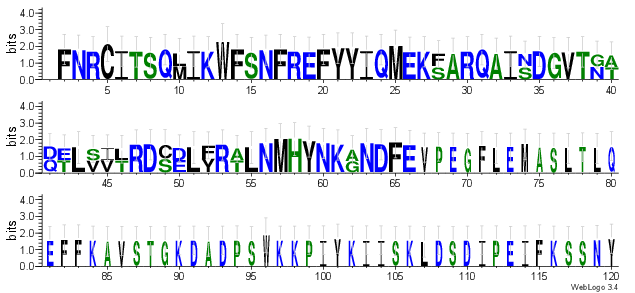 bits
4.0
3.0
2.0
1.0
0.0
FNRCITSQLIKWFSNFREFYYIQMEKFARQAINDGVTGA
5 10 15 20 25 30 35 40
bits
4.0
3.0
2.0
1.0
0.0
RDLNMHYNKNDFEVPEGFLEMASLTLQ
45 50 55 60 65 70 75 80
bits
4.0
3.0
2.0
1.0
0.0
EFFKAVSTGKDADPSWKKPIYKIISKLDSDIPEIFKSSNY
85 90 95 100 105 110 115 120
WebLogo 3.4